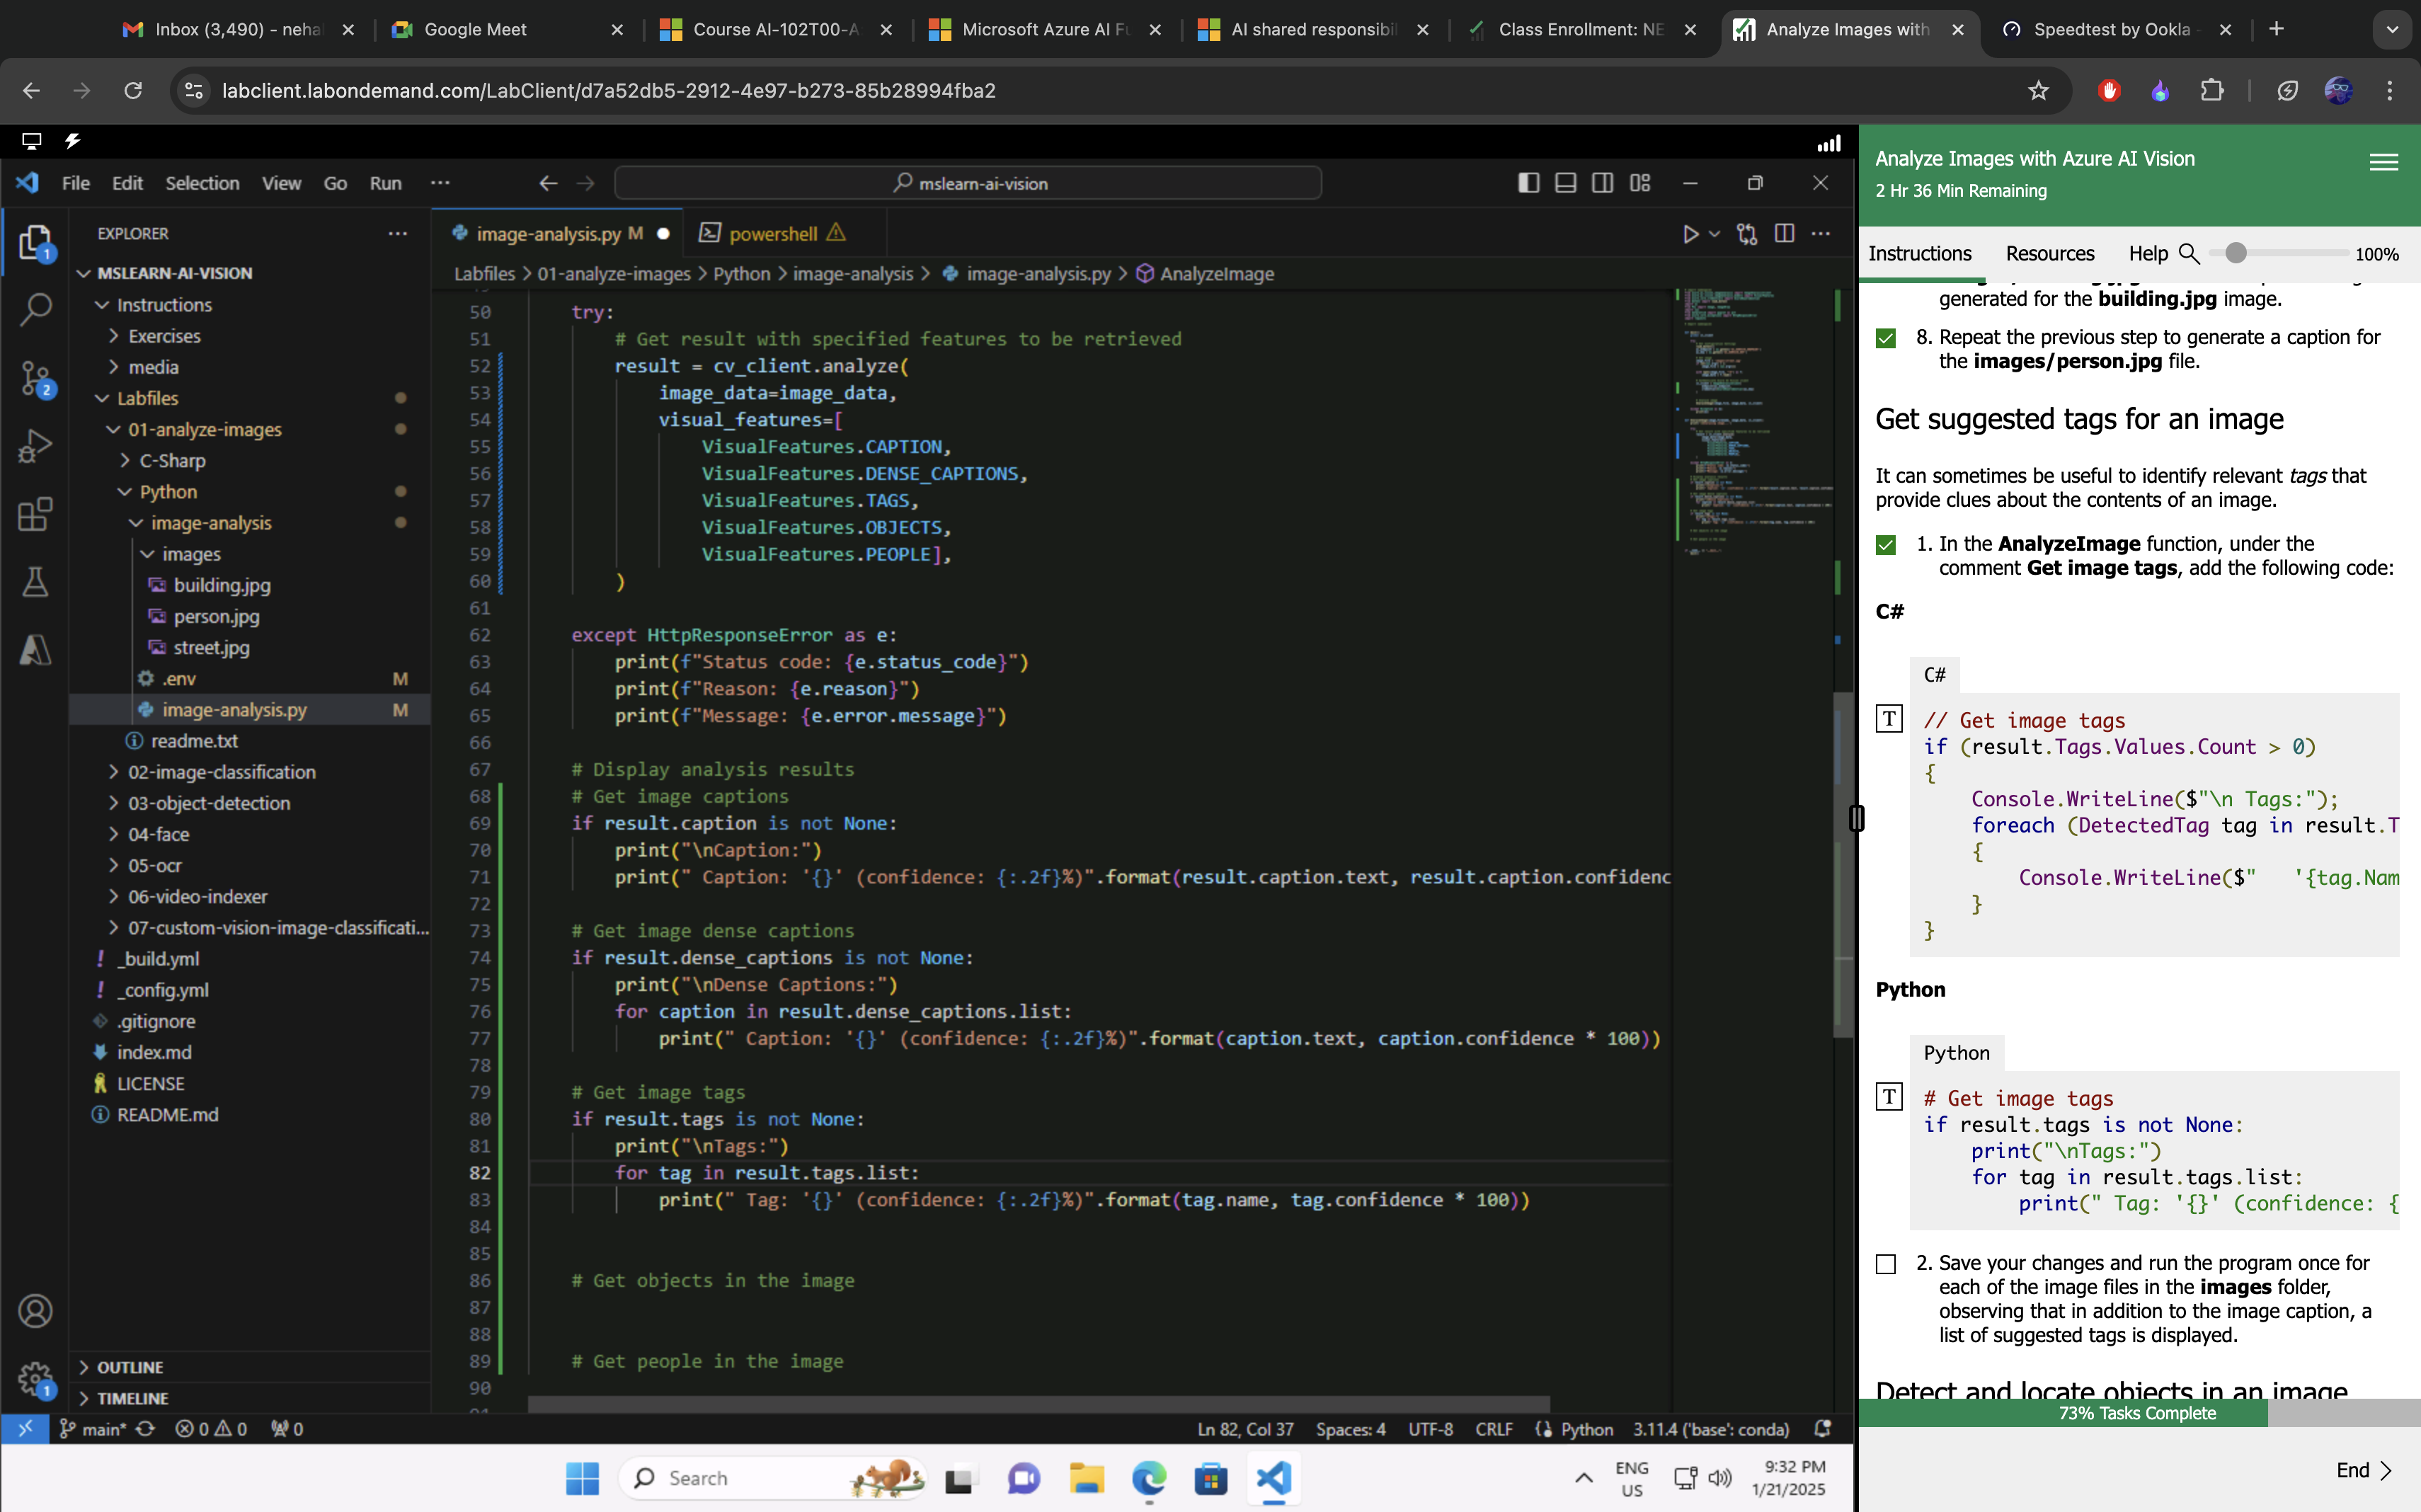 Inbox (3,490) - neha
Google Meet
Course AI-102T00-A
Microsoft Azure AI Fu
AI shared responsibil
Class Enrollment: NE
Analyze Images with
Speedtest by Ookla -
labclient.labondemand.com/LabClient/d7a52db5-2912-4e97-b273-85b28994fba2
File Edit Selection View Go Run ···
mslearn-ai-vision
EXPLORER
MSLEARN-AI-VISION
Instructions
Exercises
media
Labfiles
01-analyze-images
C-Sharp
Python
image-analysis
images
building.jpg
person.jpg
street.jpg
.env M
image-analysis.py M
readme.txt
02-image-classification
03-object-detection
04-face
05-ocr
06-video-indexer
07-custom-vision-image-classificati...
_build.yml
_config.yml
.gitignore
index.md
LICENSE
README.md
OUTLINE
TIMELINE
1
2
1
image-analysis.py M
powershell
Labfiles > 01-analyze-images > Python > image-analysis > image-analysis.py > AnalyzeImage
50 try:
51 # Get result with specified features to be retrieved
52 result = cv_client.analyze(
53 image_data=image_data,
54 visual_features=[
55 VisualFeatures.CAPTION,
56 VisualFeatures.DENSE_CAPTIONS,
57 VisualFeatures.TAGS,
58 VisualFeatures.OBJECTS,
59 VisualFeatures.PEOPLE],
60 )
61
62 except HttpResponseError as e:
63 print(f"Status code: {e.status_code}")
64 print(f"Reason: {e.reason}")
65 print(f"Message: {e.error.message}")
66
67 # Display analysis results
68 # Get image captions
69 if result.caption is not None:
70 print("\nCaption:")
71 print(" Caption: '{}' (confidence: {:.2f}%)".format(result.caption.text, result.caption.confidenc
72
73 # Get image dense captions
74 if result.dense_captions is not None:
75 print("\nDense Captions:")
76 for caption in result.dense_captions.list:
77 print(" Caption: '{}' (confidence: {:.2f}%)".format(caption.text, caption.confidence * 100))
78
79 # Get image tags
80 if result.tags is not None:
81 print("\nTags:")
82 for tag in result.tags.list:
83 print(" Tag: '{}' (confidence: {:.2f}%)".format(tag.name, tag.confidence * 100))
84
85
86 # Get objects in the image
87
88
89 # Get people in the image
90
main* 0 0 0
Ln 82, Col 37 Spaces: 4 UTF-8 CRLF Python 3.11.4 ('base': conda)
Search
ENG
US
9:32 PM
1/21/2025
Analyze Images with Azure AI Vision
2 Hr 36 Min Remaining
Instructions Resources Help 100%
generated for the building.jpg image.
8. Repeat the previous step to generate a caption for
the images/person.jpg file.
Get suggested tags for an image
It can sometimes be useful to identify relevant tags that
provide clues about the contents of an image.
1. In the AnalyzeImage function, under the
comment Get image tags, add the following code:
C#
C#
T
// Get image tags
if (result.Tags.Values.Count > 0)
{
Console.WriteLine($"\n Tags:");
foreach (DetectedTag tag in result.T
{
Console.WriteLine($" '{tag.Nam
}
}
Python
Python
T
# Get image tags
if result.tags is not None:
print("\nTags:")
for tag in result.tags.list:
print(" Tag: '{}' (confidence: {
2. Save your changes and run the program once for
each of the image files in the images folder,
observing that in addition to the image caption, a
list of suggested tags is displayed.
Detect and locate objects in an image
73% Tasks Complete
End